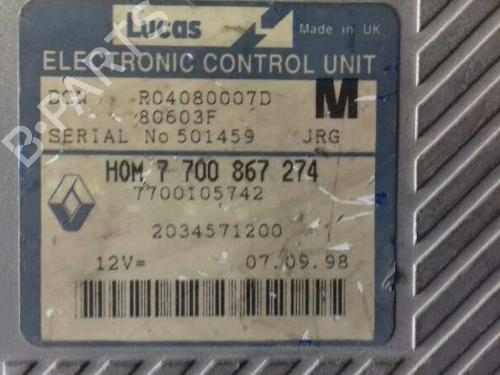 Lucas
Made in UK
ELECTRONIC CONTROL UNIT
DCN R04080007D M
80603F
SERIAL No 501459 JRG
HOM 7 700 867 274
7700105742
2034571200
12V= 07.09.98
B-PARTS